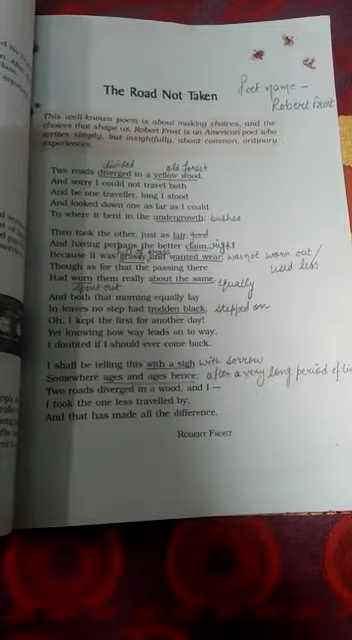 The Road Not Taken
Poet name -
Robert Frost
This well-known poem is about making choices, and the
choices that shape us. Robert Frost is an American poet who
writes simply, but insightfully, about common, ordinary
experiences.
divided old forest
Two roads diverged in a yellow wood,
And sorry I could not travel both
And be one traveller, long I stood
And looked down one as far as I could
To where it bent in the undergrowth; bushes
Then took the other, just as fair, good
And having perhaps the better claim, right
full of grass
Because it was grassy and wanted wear; was not worn out/
used less
Though as for that the passing there
Had worn them really about the same, equally
And both that morning equally lay
In leaves no step had trodden black. stepped on
Oh, I kept the first for another day!
Yet knowing how way leads on to way,
I doubted if I should ever come back.
I shall be telling this with a sigh with sorrow
Somewhere ages and ages hence: after a very long period of
Two roads diverged in a wood, and I —
I took the one less travelled by,
And that has made all the difference.
ROBERT FROST